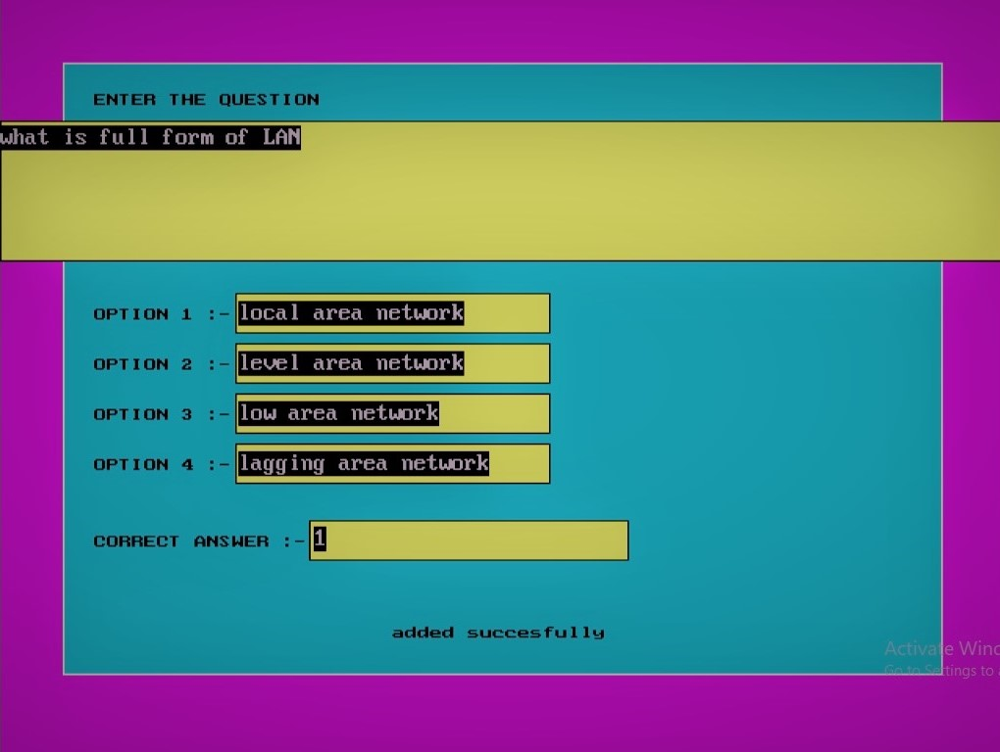 ENTER THE QUESTION
what is full form of LAN
OPTION 1 :- local area network
OPTION 2 :- level area network
OPTION 3 :- low area network
OPTION 4 :- lagging area network
CORRECT ANSWER :- 1
added succesfully
Activate Winc
Go to Settings to a